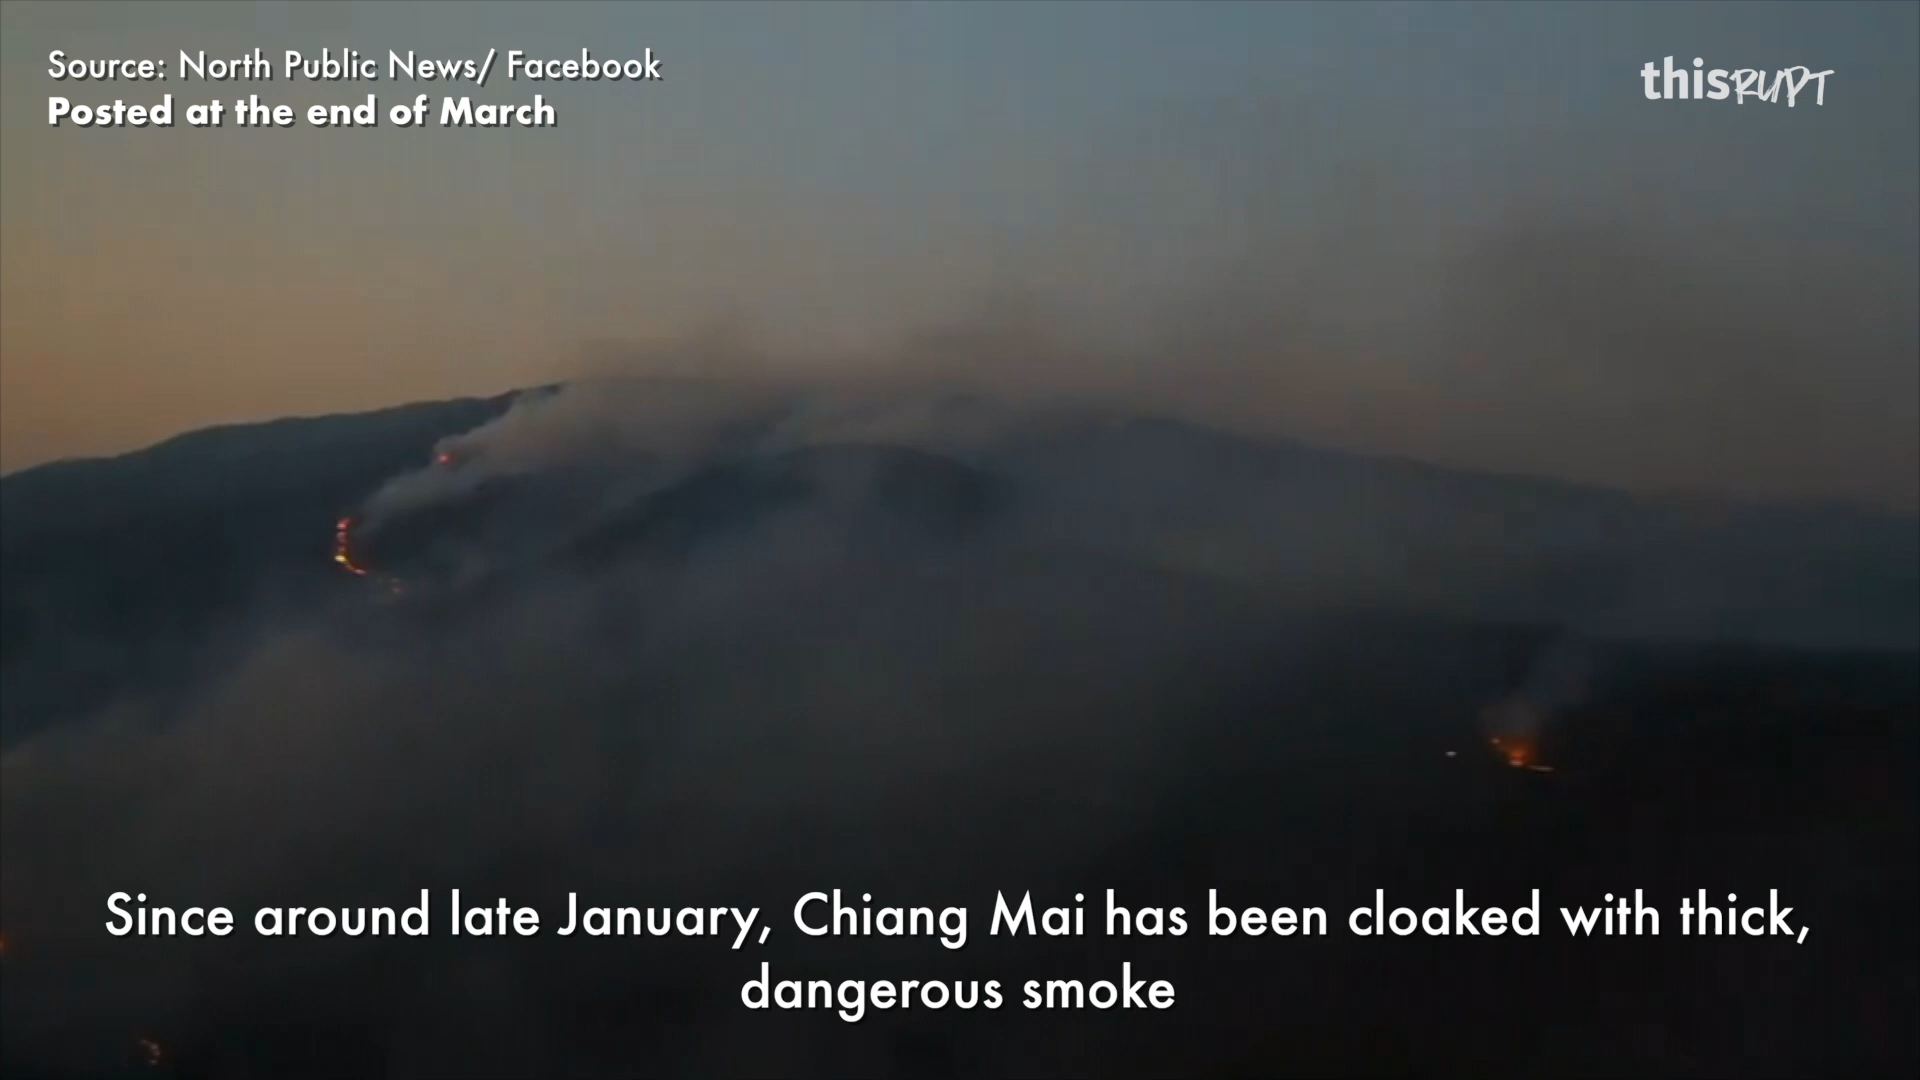 Source: North Public News/ Facebook
Posted at the end of March
thisRUPT
Since around late January, Chiang Mai has been cloaked with thick,
dangerous smoke